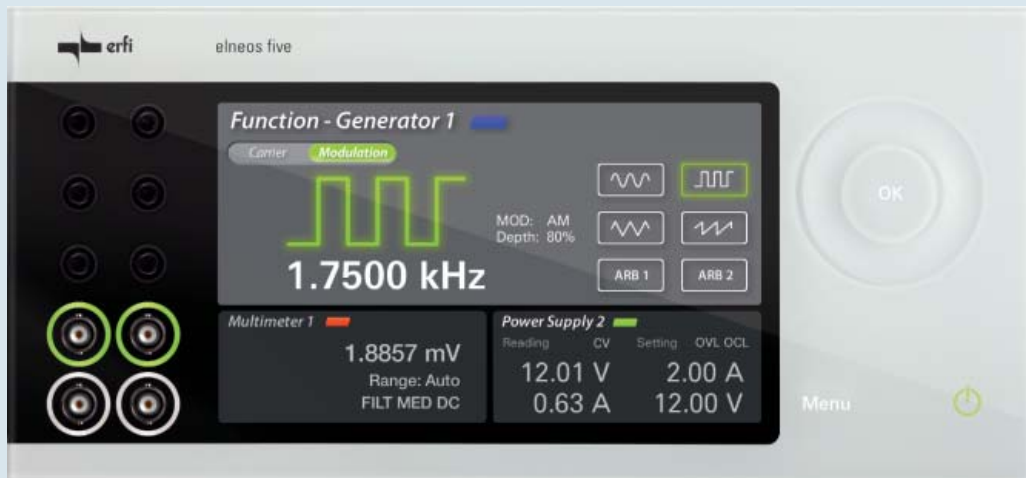 erfi elneos five
Function - Generator 1
Carrier Modulation
MOD: AM
Depth: 80%
1.7500 kHz
ARB 1 ARB 2
OK
Multimeter 1
1.8857 mV
Range: Auto
FILT MED DC
Power Supply 2
Reading CV Setting OVL OCL
12.01 V 2.00 A
0.63 A 12.00 V
Menu